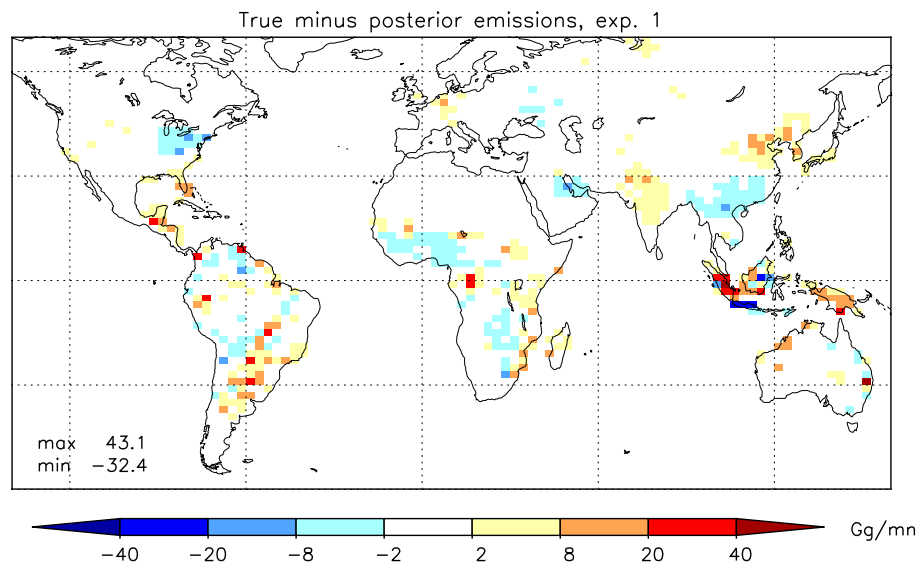 True minus posterior emissions, exp. 1
max 43.1
min −32.4
−40 −20 −8 −2 2 8 20 40 Gg/mn